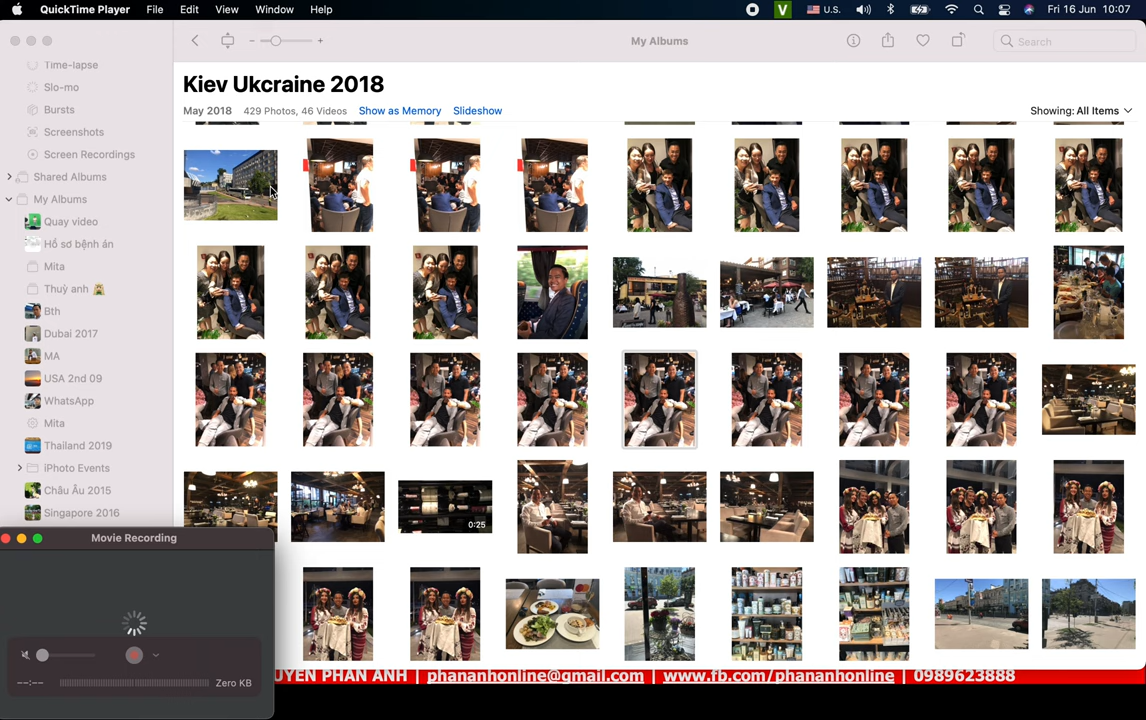 QuickTime Player File Edit View Window Help
V U.S. Fri 16 Jun 10:07
My Albums
Search
Time-lapse
Slo-mo
Bursts
Screenshots
Screen Recordings
Shared Albums
My Albums
Quay video
Hồ sơ bệnh án
Mita
Thuỳ anh
Bth
Dubai 2017
MA
USA 2nd 09
WhatsApp
Mita
Thailand 2019
iPhoto Events
Châu Âu 2015
Singapore 2016
Kiev Ukcraine 2018
May 2018 429 Photos, 46 Videos Show as Memory Slideshow
Showing: All Items
0:25
Movie Recording
--:-- Zero KB
UYEN PHAN ANH | phananhonline@gmail.com | www.fb.com/phananhonline | 0989623888